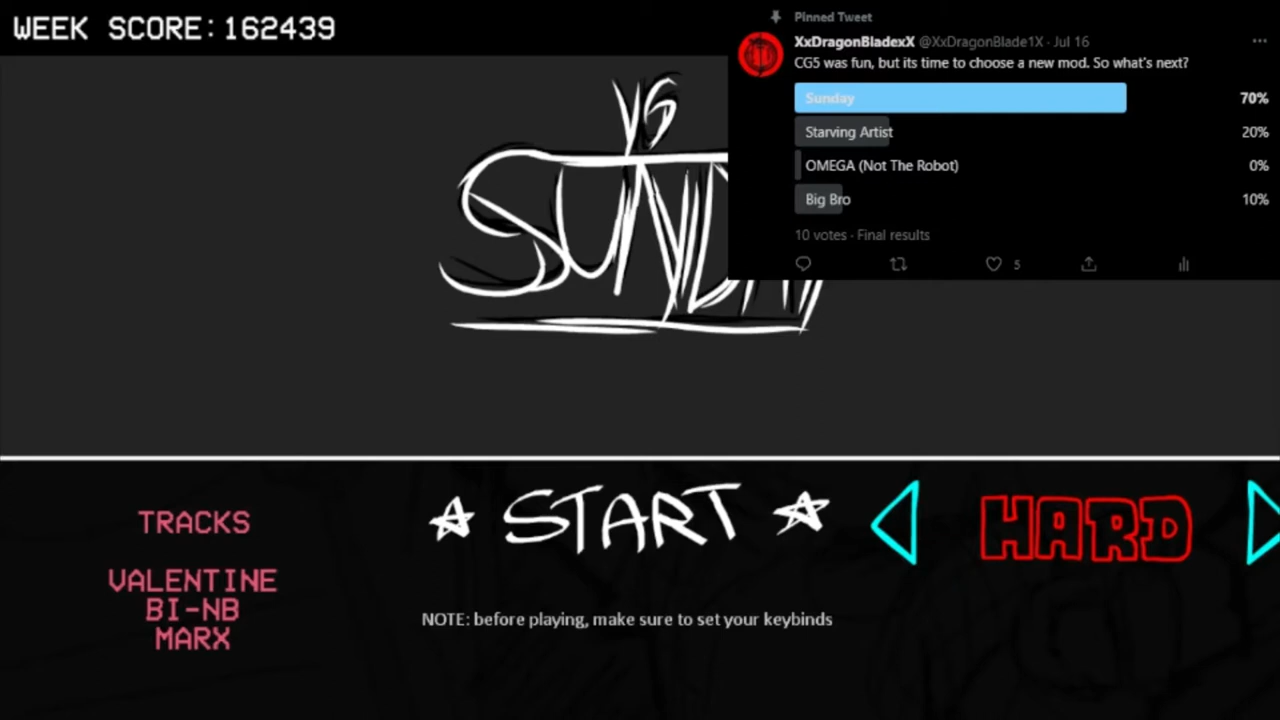 WEEK SCORE:162439
Pinned Tweet
XxDragonBladexX @XxDragonBlade1X · Jul 16
CG5 was fun, but its time to choose a new mod. So what's next?
Sunday 70%
Starving Artist 20%
OMEGA (Not The Robot) 0%
Big Bro 10%
10 votes · Final results
5
VS
SUNDAY
TRACKS
VALENTINE
BI-NB
MARX
START
HARD
NOTE: before playing, make sure to set your keybinds